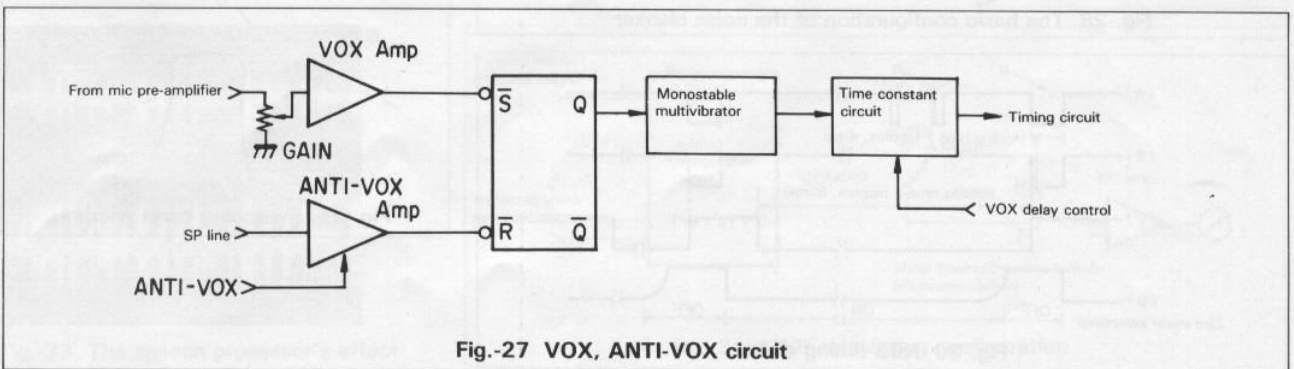 VOX Amp
From mic pre-amplifier
GAIN
ANTI-VOX
Amp
SP line
ANTI-VOX
S̅ Q
R̅ Q̅
Monostable
multivibrator
Time constant
circuit
Timing circuit
VOX delay control
Fig.-27 VOX, ANTI-VOX circuit